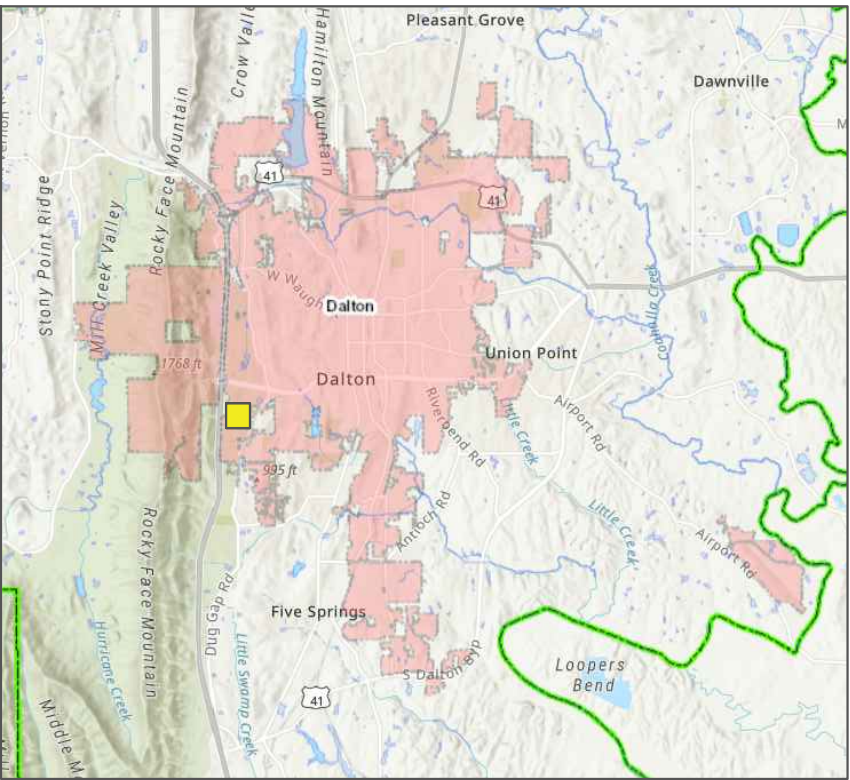 Pleasant Grove
Crow Valle
Hamilton Mountain
Dawnville
Rocky Face Mountain
Stony Point Ridge
Mill Creek Valley
41
41
W Waugh
Dalton
Coahulla Creek
Union Point
1768 ft
Dalton
Riverbend Rd
Little Creek
Airport Rd
995 ft
Antioch Rd
Little Creek
Airport Rd
Rocky Face Mountain
Dug Gap Rd
Five Springs
Hurricane Creek
Little Swamp Creek
S Dalton Byp
Loopers
Bend
41
Middle M